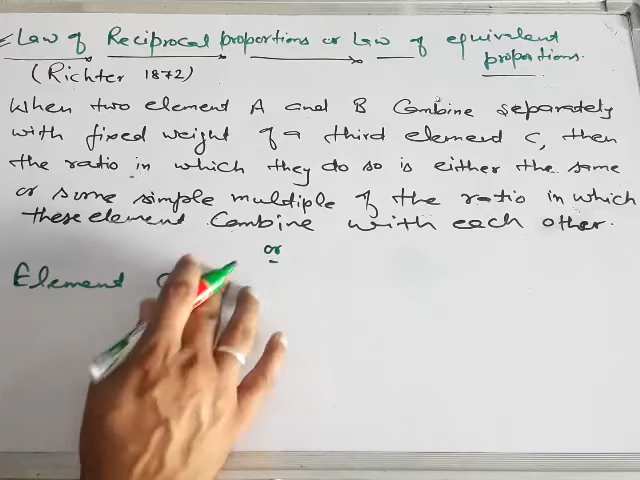 Law of Reciprocal proportions or Law of equivalent
proportions.
(Richter 1872)
When two element A and B Combine separately
with fixed weight of a third element C, then
the ratio in which they do so is either the same
or some simple multiple of the ratio in which
these element Combine with each other.
or
Element